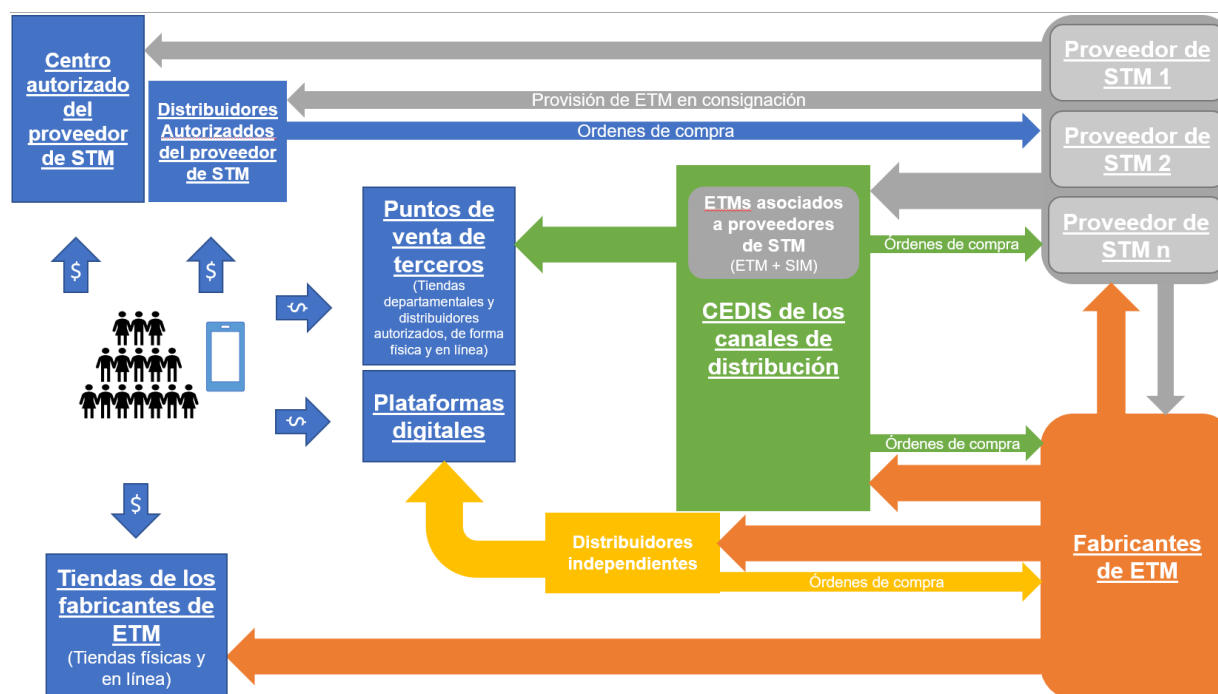 Centro
autorizado
del
proveedor
de STM
Distribuidores
Autorizaddos
del proveedor
de STM
Provisión de ETM en consignación
Ordenes de compra
Proveedor de
STM 1
Proveedor de
STM 2
Proveedor de
STM n
Puntos de
venta de
terceros
(Tiendas
departamentales y
distribuidores
autorizados, de forma
física y en línea)
Plataformas
digitales
ETMs asociados
a proveedores
de STM
(ETM + SIM)
CEDIS de los
canales de
distribución
Órdenes de compra
Órdenes de compra
$
$
$
$
$
Distribuidores
independientes
Órdenes de compra
Fabricantes
de ETM
Tiendas de los
fabricantes de
ETM
(Tiendas físicas y
en línea)